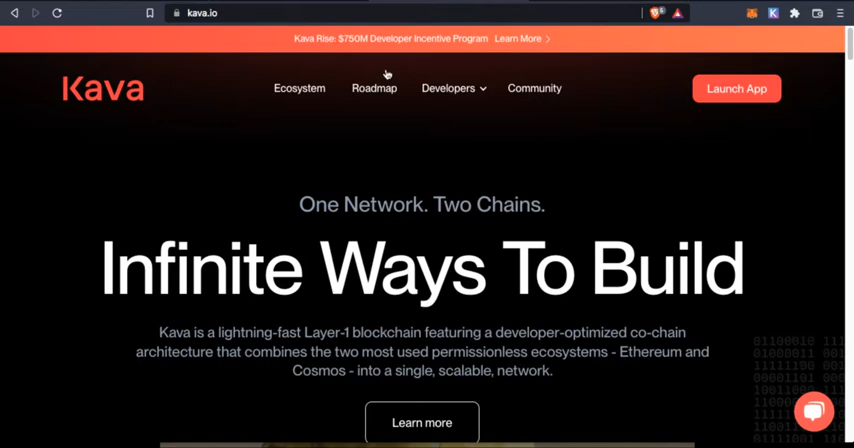 kava.io
Kava Rise: $750M Developer Incentive Program Learn More
Kava Ecosystem Roadmap Developers Community Launch App
One Network. Two Chains.
Infinite Ways To Build
Kava is a lightning-fast Layer-1 blockchain featuring a developer-optimized co-chain
architecture that combines the two most used permissionless ecosystems - Ethereum and
Cosmos - into a single, scalable, network.
Learn more